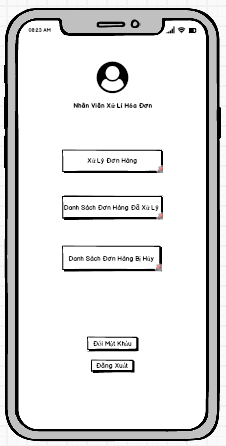 08:23 AM
Nhân Viên Xử Lí Hóa Đơn
Xử Lý Đơn Hàng
Danh Sách Đơn Hàng Đã Xử Lý
Danh Sách Đơn Hàng Bị Hủy
Đổi Mật Khẩu
Đăng Xuất